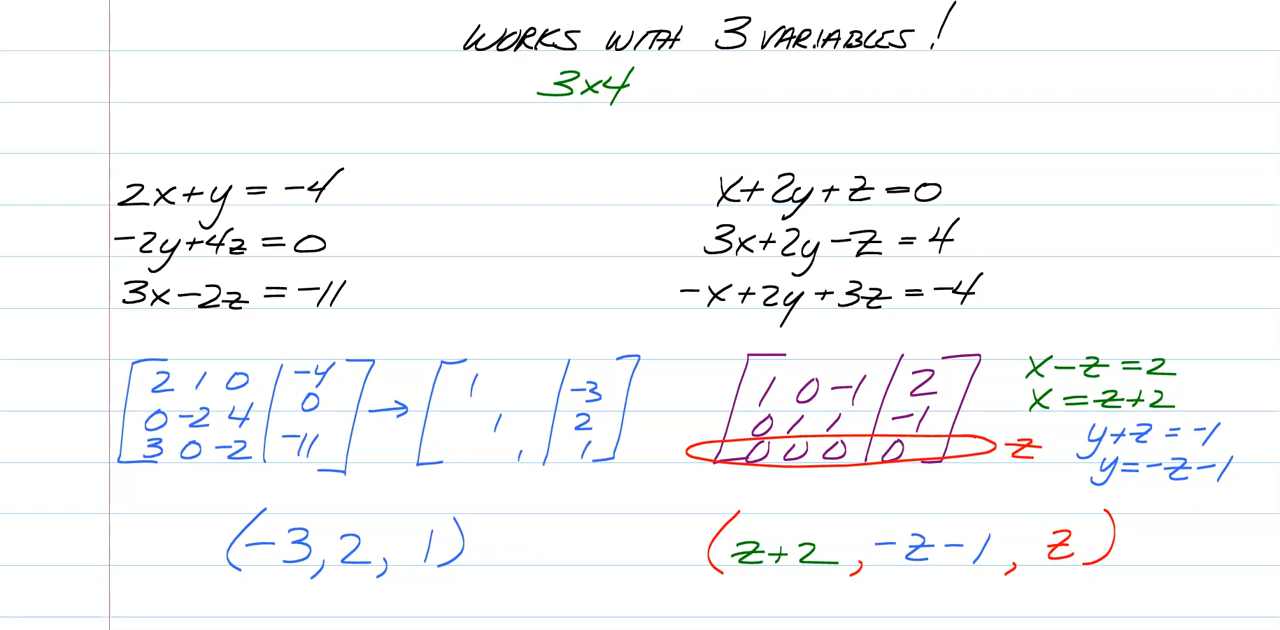 WORKS WITH 3 VARIABLES!
3x4
2x+y = -4
-2y+4z = 0
3x-2z = -11
2 1 0 | -4
0 -2 4 | 0
3 0 -2 | -11
→
1 | -3
1 | 2
1 | 1
(-3, 2, 1)
x+2y+z=0
3x+2y-z=4
-x+2y+3z=-4
1 0 -1 | 2
0 1 1 | -1
0 0 0 | 0
z
x-z=2
x=z+2
y+z=-1
y=-z-1
(z+2, -z-1, z)